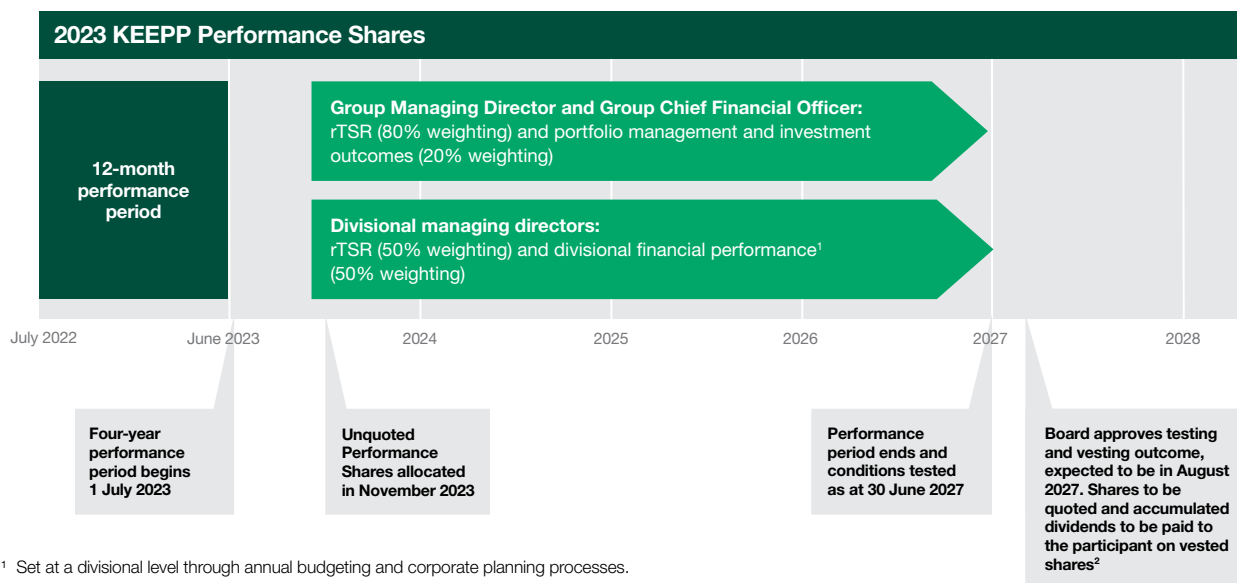 2023 KEEPP Performance Shares
12-month
performance
period
Group Managing Director and Group Chief Financial Officer:
rTSR (80% weighting) and portfolio management and investment
outcomes (20% weighting)
Divisional managing directors:
rTSR (50% weighting) and divisional financial performance¹
(50% weighting)
July 2022
June 2023
2024
2025
2026
2027
2028
Four-year
performance
period begins
1 July 2023
Unquoted
Performance
Shares allocated
in November 2023
Performance
period ends and
conditions tested
as at 30 June 2027
Board approves testing
and vesting outcome,
expected to be in August
2027. Shares to be
quoted and accumulated
dividends to be paid to
the participant on vested
shares²
¹ Set at a divisional level through annual budgeting and corporate planning processes.